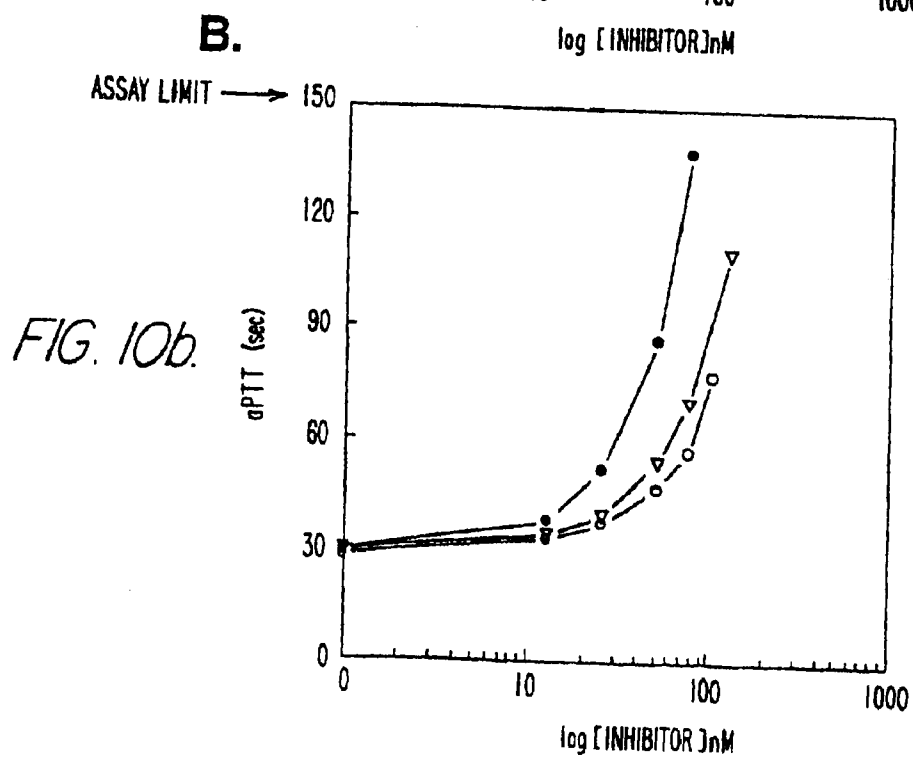 log [INHIBITOR]nM
B.
ASSAY LIMIT
150
120
90
60
30
0
aPTT (sec)
FIG. 10b.
0 10 100 1000
log [INHIBITOR]nM